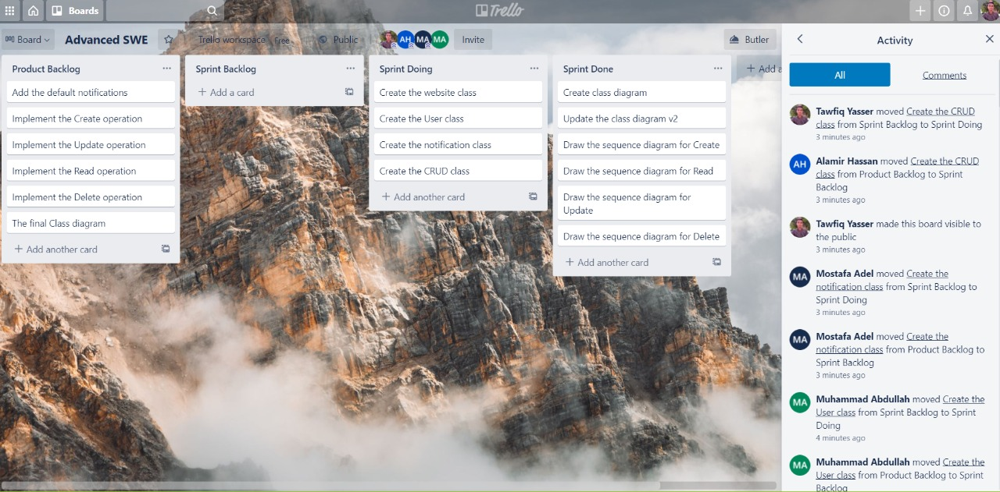 Boards
Trello
Board
Advanced SWE
Trello workspace Free
Public
AH MA MA
Invite
Butler
Product Backlog
Add the default notifications
Implement the Create operation
Implement the Update operation
Implement the Read operation
Implement the Delete operation
The final Class diagram
+ Add another card
Sprint Backlog
+ Add a card
Sprint Doing
Create the website class
Create the User class
Create the notification class
Create the CRUD class
+ Add another card
Sprint Done
Create class diagram
Update the class diagram v2
Draw the sequence diagram for Create
Draw the sequence diagram for Read
Draw the sequence diagram for
Update
Draw the sequence diagram for Delete
+ Add another card
+ Add a
Activity
All
Comments
Tawfiq Yasser moved Create the CRUD
class from Sprint Backlog to Sprint Doing
3 minutes ago
AH
Alamir Hassan moved Create the CRUD
class from Product Backlog to Sprint
Backlog
3 minutes ago
Tawfiq Yasser made this board visible to
the public
3 minutes ago
MA
Mostafa Adel moved Create the
notification class from Sprint Backlog to
Sprint Doing
3 minutes ago
MA
Mostafa Adel moved Create the
notification class from Product Backlog to
Sprint Backlog
3 minutes ago
MA
Muhammad Abdullah moved Create the
User class from Sprint Backlog to Sprint
Doing
4 minutes ago
MA
Muhammad Abdullah moved Create the
User class from Product Backlog to Sprint
Backlog